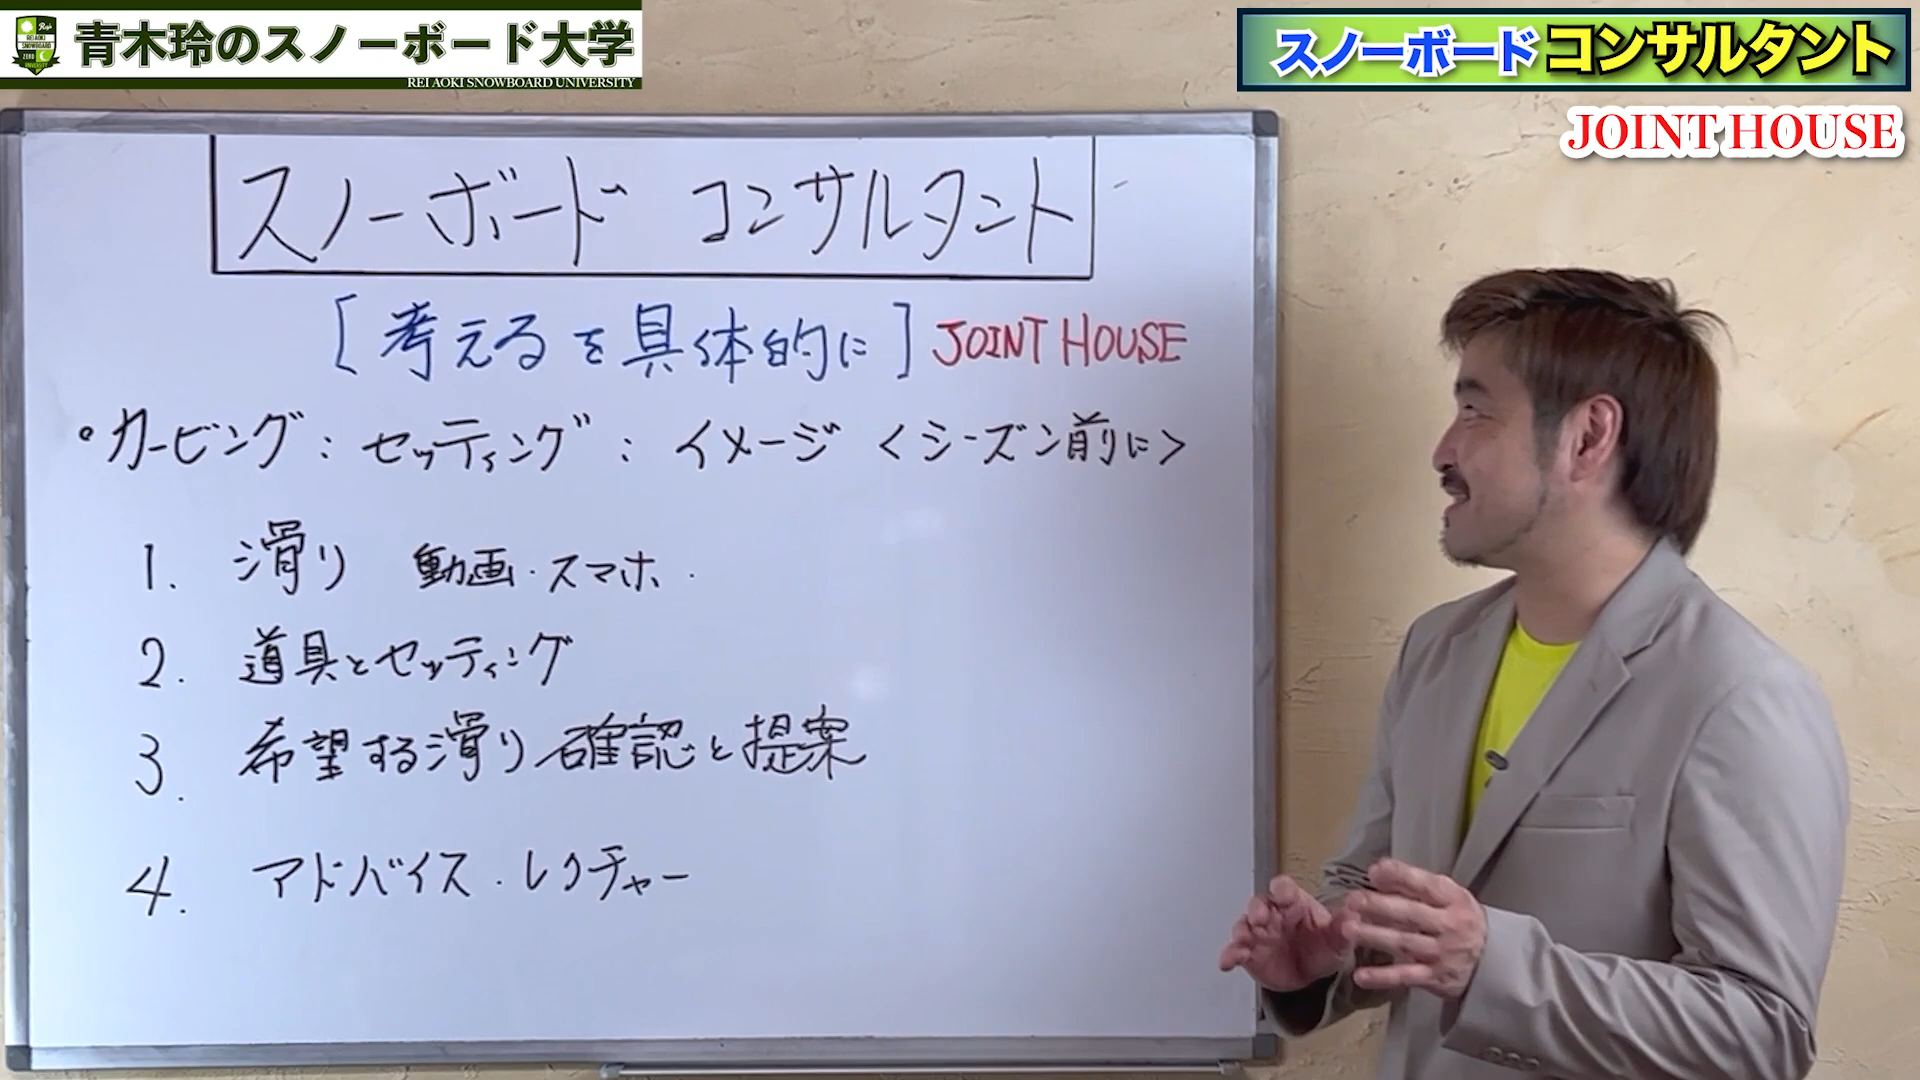 Rei's
REI AOKI
SNOWBOARD
UNIVERSITY
青木玲のスノーボード大学
REI AOKI SNOWBOARD UNIVERSITY
スノーボード コンサルタント
JOINT HOUSE
スノーボード コンサルタント
[考えるを具体的に] JOINT HOUSE
・カービング : セッティング : イメージ <シーズン前に>
1. 滑り 動画・スマホ.
2. 道具とセッティング
3. 希望する滑り確認と提案
4. アドバイス・レクチャー